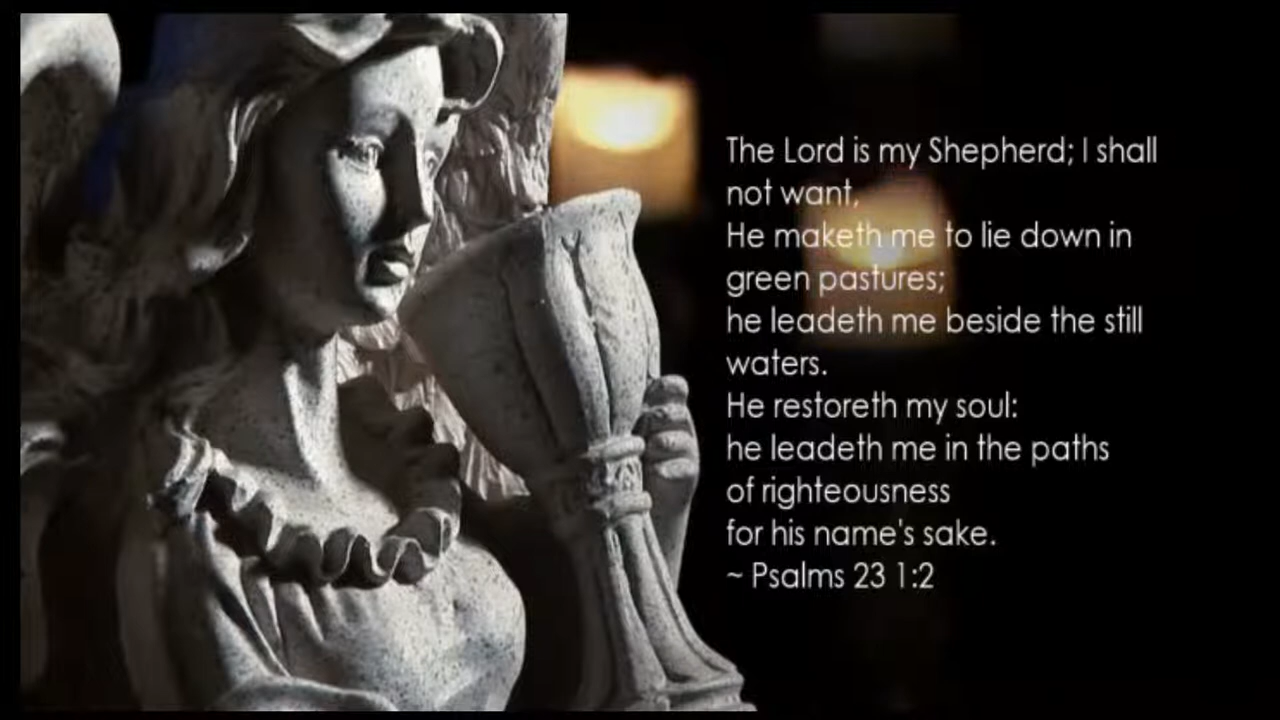 The Lord is my Shepherd; I shall
not want,
He maketh me to lie down in
green pastures;
he leadeth me beside the still
waters.
He restoreth my soul:
he leadeth me in the paths
of righteousness
for his name's sake.
~ Psalms 23 1:2